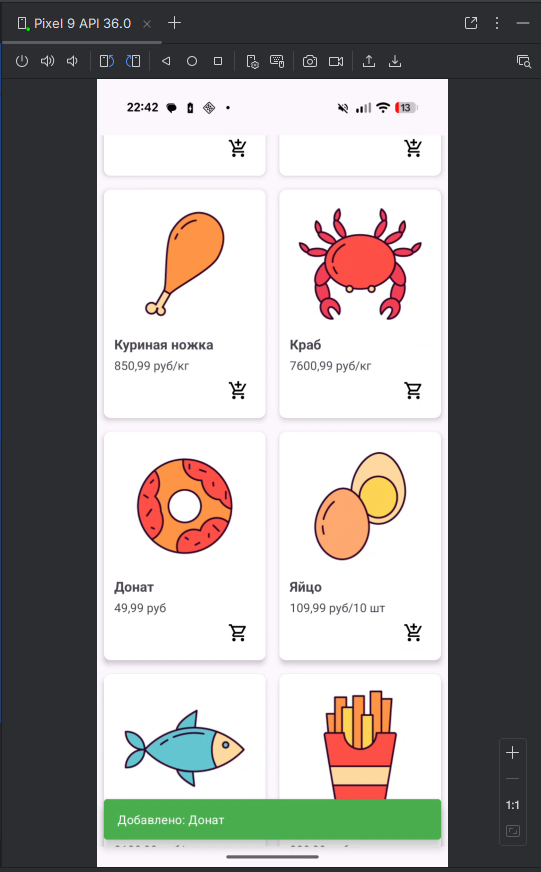 Pixel 9 API 36.0
22:42
13
Куриная ножка
850,99 руб/кг
Краб
7600,99 руб/кг
Донат
49,99 руб
Яйцо
109,99 руб/10 шт
Добавлено: Донат
1:1